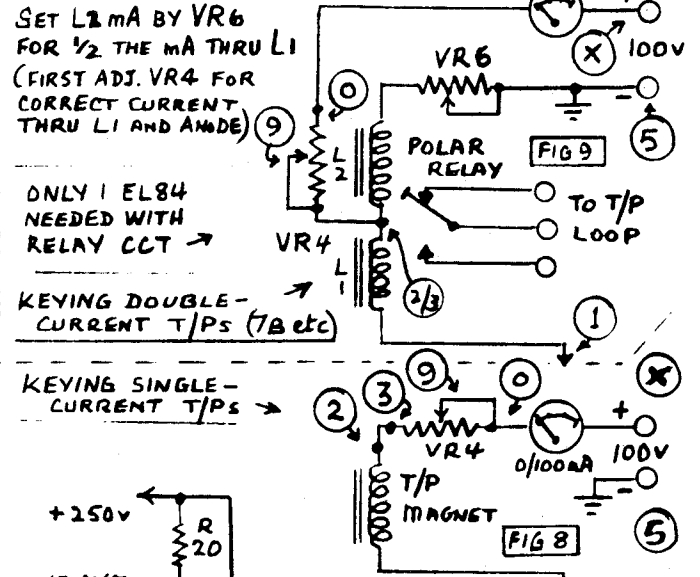 SET L2 mA BY VR6
FOR 1/2 THE mA THRU L1
(FIRST ADJ. VR4 FOR
CORRECT CURRENT
THRU L1 AND ANODE)
9
0
VR6
+
X
100V
-
5
L2
POLAR
RELAY
FIG 9
ONLY 1 EL84
NEEDED WITH
RELAY CCT →
VR4
L1
TO T/P
LOOP
2/3
KEYING DOUBLE-
CURRENT T/Ps (7B etc)
1
KEYING SINGLE-
CURRENT T/Ps →
2
3
9
0
X
VR4
0/100mA
+
100V
-
5
T/P
MAGNET
FIG 8
+250v
R
20